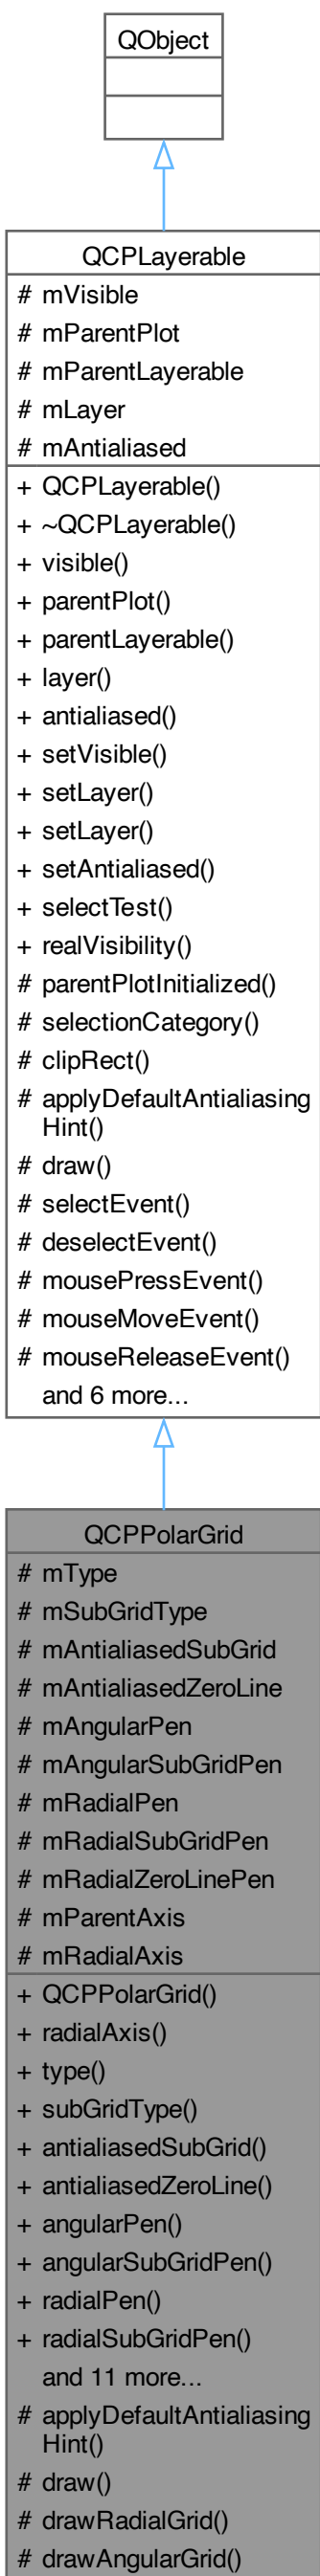 QObject
QCPLayerable
# mVisible
# mParentPlot
# mParentLayerable
# mLayer
# mAntialiased
+ QCPLayerable()
+ ~QCPLayerable()
+ visible()
+ parentPlot()
+ parentLayerable()
+ layer()
+ antialiased()
+ setVisible()
+ setLayer()
+ setLayer()
+ setAntialiased()
+ selectTest()
+ realVisibility()
# parentPlotInitialized()
# selectionCategory()
# clipRect()
# applyDefaultAntialiasing
Hint()
# draw()
# selectEvent()
# deselectEvent()
# mousePressEvent()
# mouseMoveEvent()
# mouseReleaseEvent()
and 6 more...
QCPPolarGrid
# mType
# mSubGridType
# mAntialiasedSubGrid
# mAntialiasedZeroLine
# mAngularPen
# mAngularSubGridPen
# mRadialPen
# mRadialSubGridPen
# mRadialZeroLinePen
# mParentAxis
# mRadialAxis
+ QCPPolarGrid()
+ radialAxis()
+ type()
+ subGridType()
+ antialiasedSubGrid()
+ antialiasedZeroLine()
+ angularPen()
+ angularSubGridPen()
+ radialPen()
+ radialSubGridPen()
and 11 more...
# applyDefaultAntialiasing
Hint()
# draw()
# drawRadialGrid()
# drawAngularGrid()